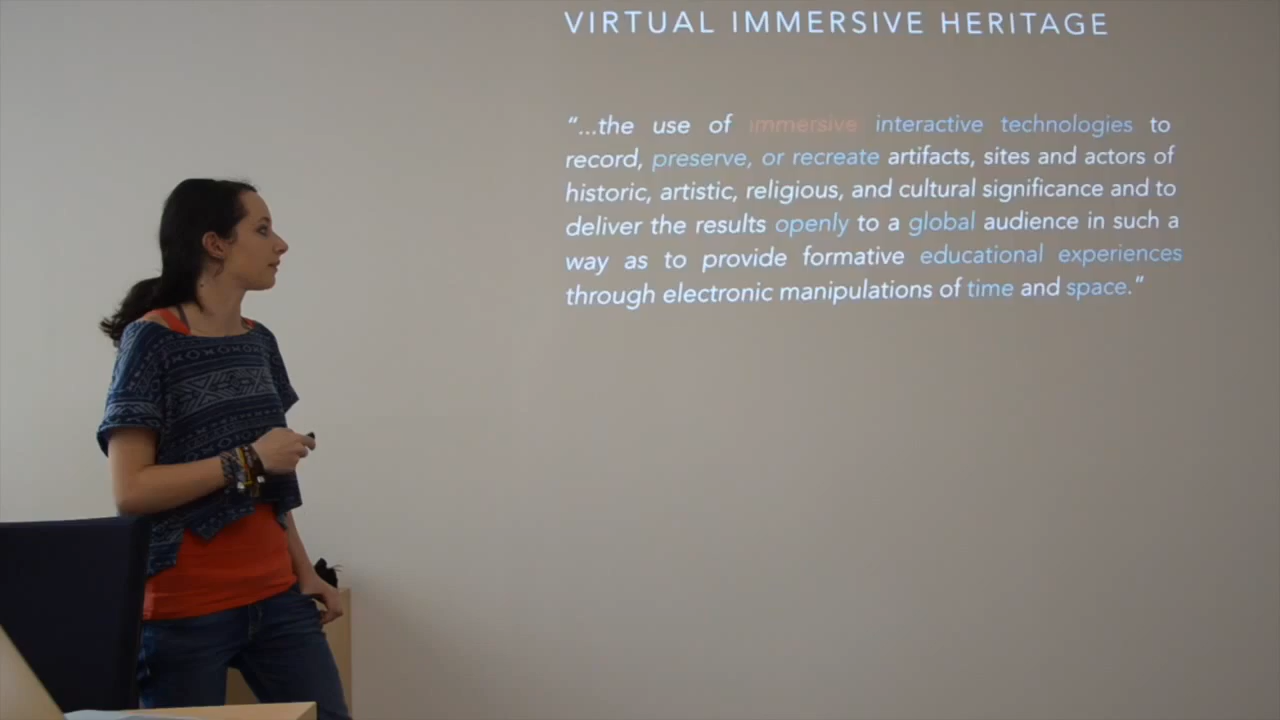 VIRTUAL IMMERSIVE HERITAGE
“...the use of immersive interactive technologies to
record, preserve, or recreate artifacts, sites and actors of
historic, artistic, religious, and cultural significance and to
deliver the results openly to a global audience in such a
way as to provide formative educational experiences
through electronic manipulations of time and space.”